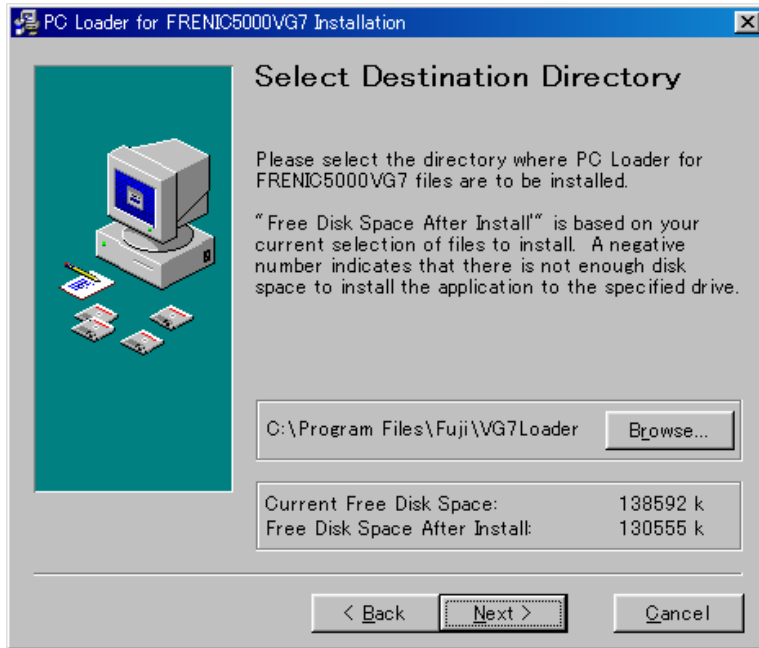 PC Loader for FRENIC5000VG7 Installation
Select Destination Directory
Please select the directory where PC Loader for
FRENIC5000VG7 files are to be installed.
"Free Disk Space After Install'" is based on your
current selection of files to install.  A negative
number indicates that there is not enough disk
space to install the application to the specified drive.
C:\Program Files\Fuji\VG7Loader
Browse...
Current Free Disk Space: 138592 k
Free Disk Space After Install: 130555 k
< Back Next > Cancel